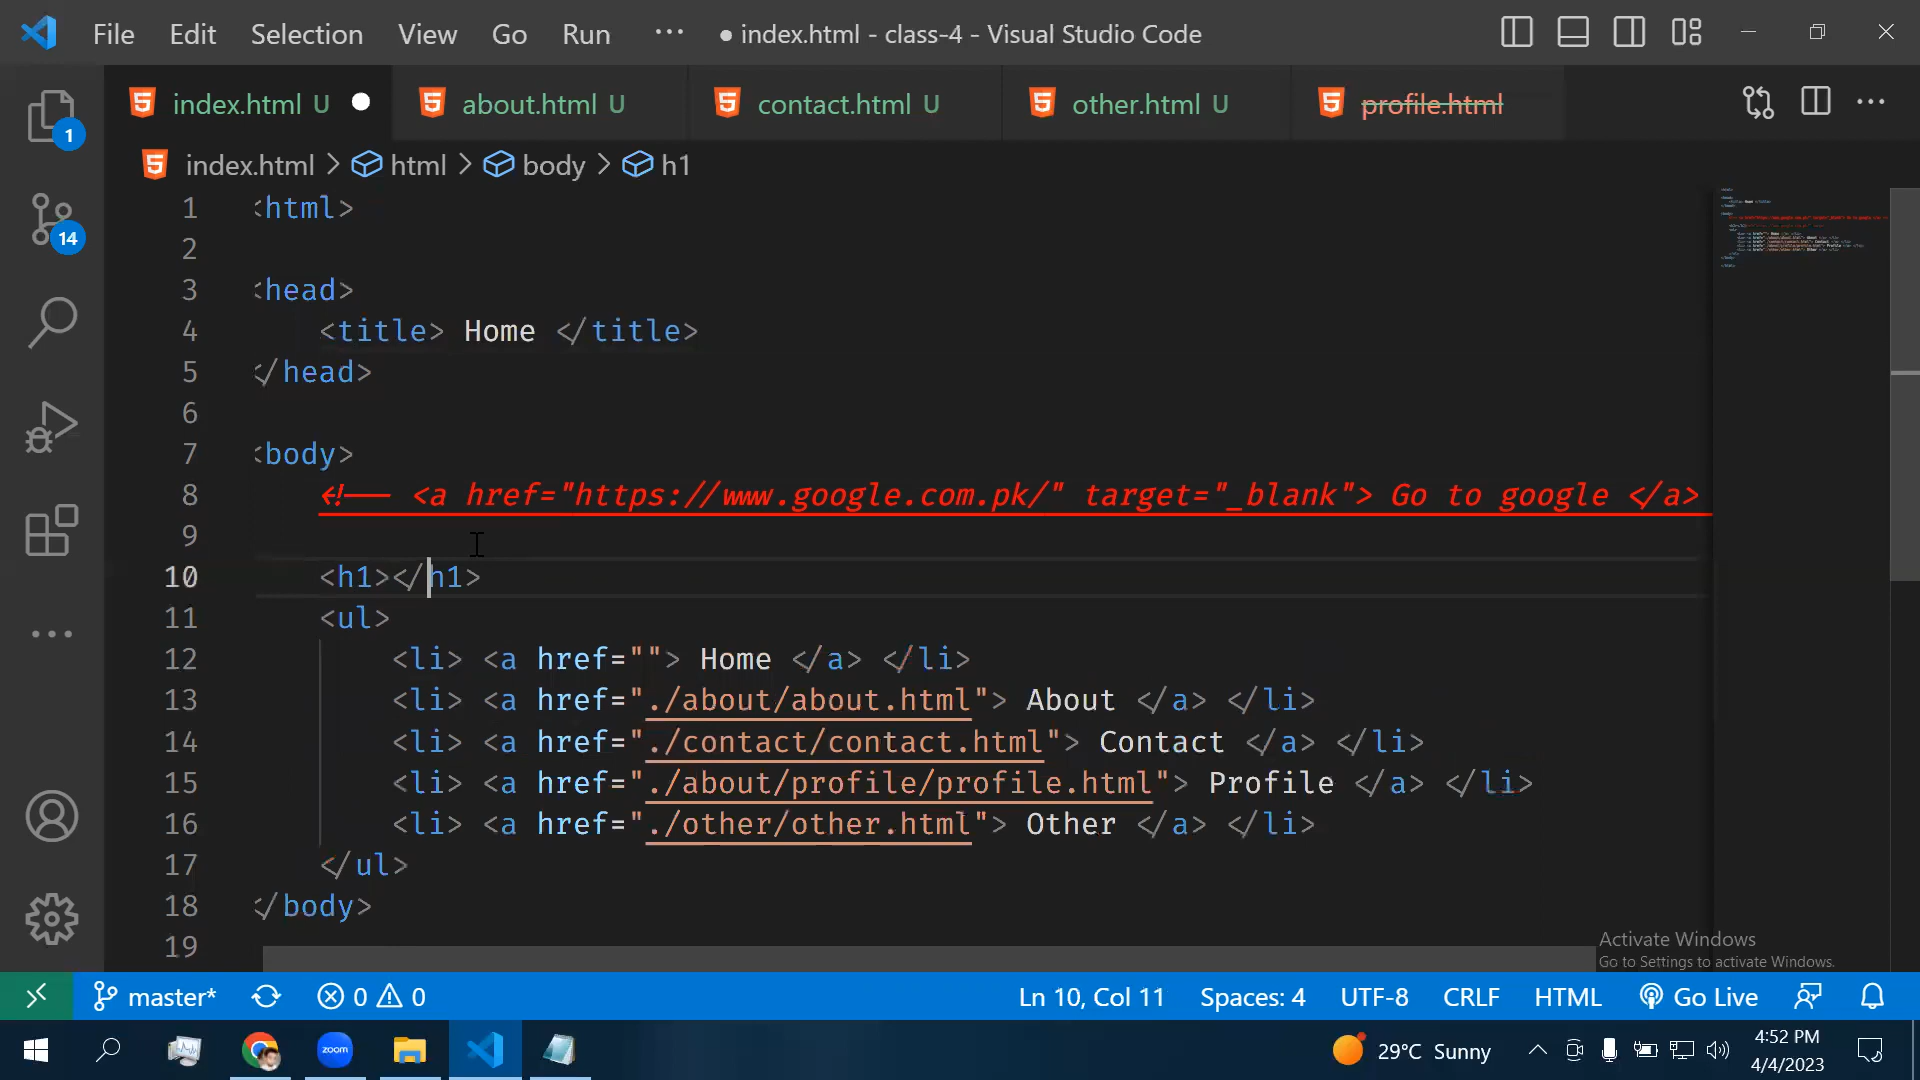 File Edit Selection View Go Run ··· ● index.html - class-4 - Visual Studio Code
index.html U ● about.html U contact.html U other.html U profile.html
index.html > html > body > h1
1 <html>
2
3 <head>
4 <title> Home </title>
5 </head>
6
7 <body>
8 <!-- <a href="https://www.google.com.pk/" target="_blank"> Go to google </a>
9
10 <h1></h1>
11 <ul>
12 <li> <a href=""> Home </a> </li>
13 <li> <a href="./about/about.html"> About </a> </li>
14 <li> <a href="./contact/contact.html"> Contact </a> </li>
15 <li> <a href="./about/profile/profile.html"> Profile </a> </li>
16 <li> <a href="./other/other.html"> Other </a> </li>
17 </ul>
18 </body>
19
1
14
Activate Windows
Go to Settings to activate Windows.
master* 0 0 Ln 10, Col 11 Spaces: 4 UTF-8 CRLF HTML Go Live
zoom 29°C Sunny 4:52 PM
4/4/2023